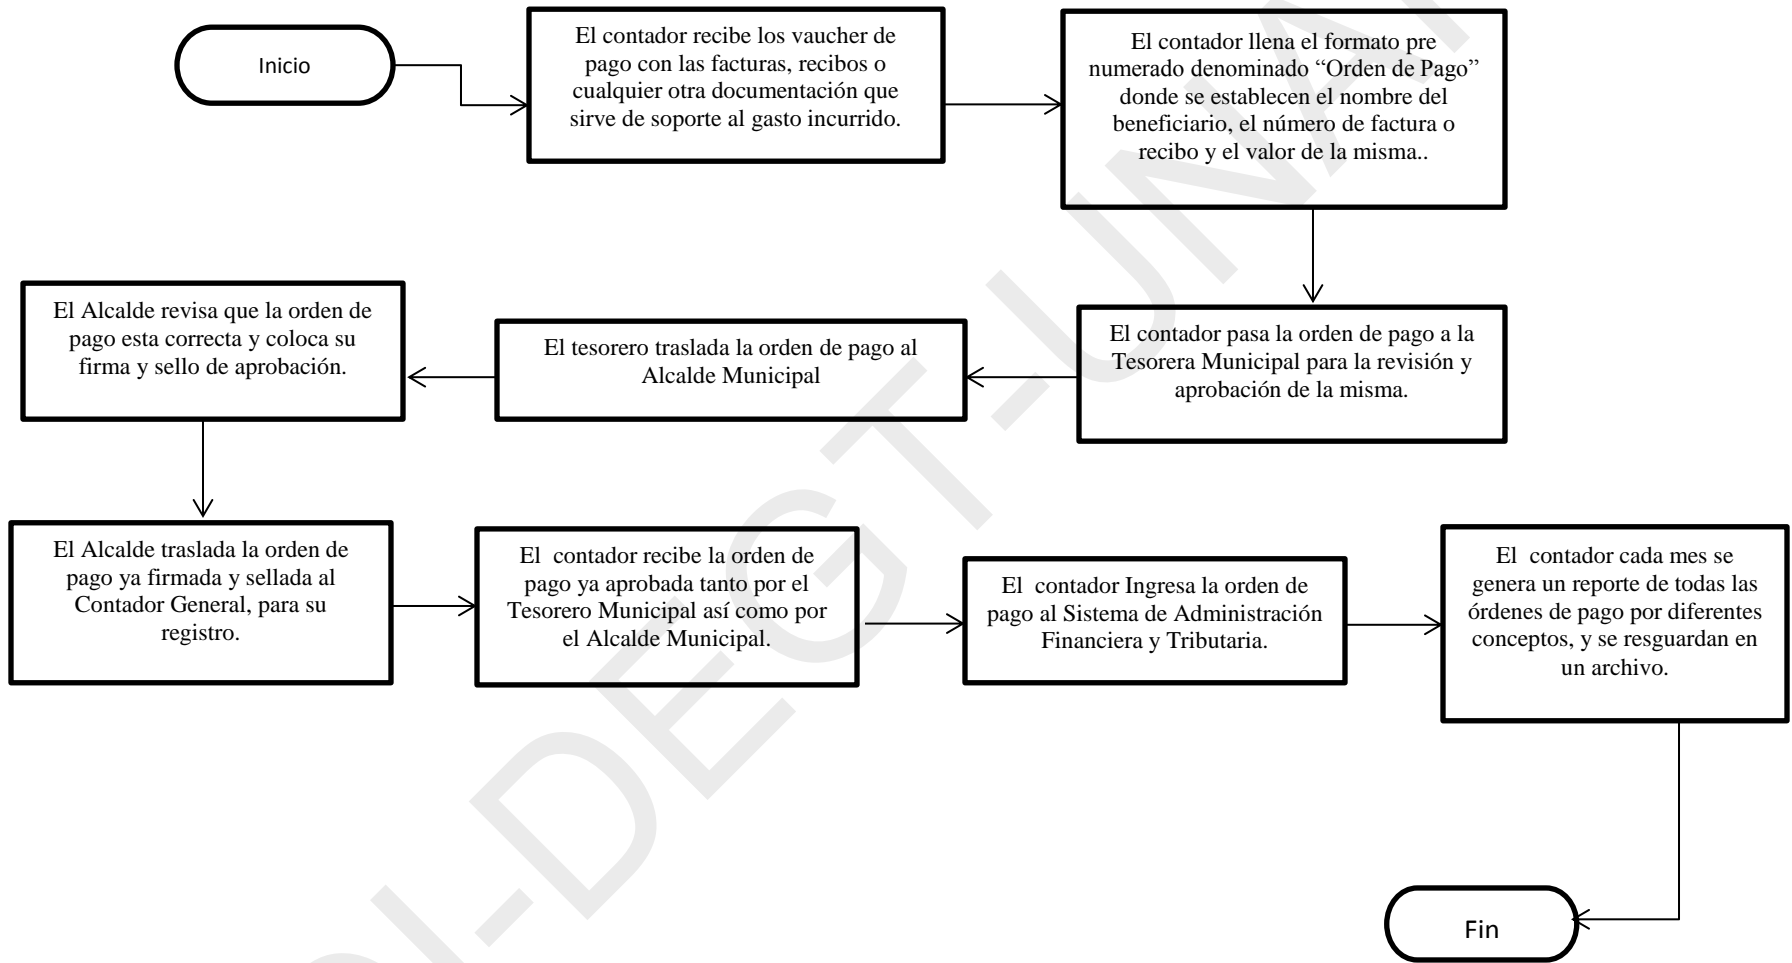 Inicio
El contador recibe los vaucher de
pago con las facturas, recibos o
cualquier otra documentación que
sirve de soporte al gasto incurrido.
El contador llena el formato pre
numerado denominado “Orden de Pago”
donde se establecen el nombre del
beneficiario, el número de factura o
recibo y el valor de la misma..
El contador pasa la orden de pago a la
Tesorera Municipal para la revisión y
aprobación de la misma.
El tesorero traslada la orden de pago al
Alcalde Municipal
El Alcalde revisa que la orden de
pago esta correcta y coloca su
firma y sello de aprobación.
El Alcalde traslada la orden de
pago ya firmada y sellada al
Contador General, para su
registro.
El contador recibe la orden de
pago ya aprobada tanto por el
Tesorero Municipal así como por
el Alcalde Municipal.
El contador Ingresa la orden de
pago al Sistema de Administración
Financiera y Tributaria.
El contador cada mes se
genera un reporte de todas las
órdenes de pago por diferentes
conceptos, y se resguardan en
un archivo.
Fin
DEGT-UNA